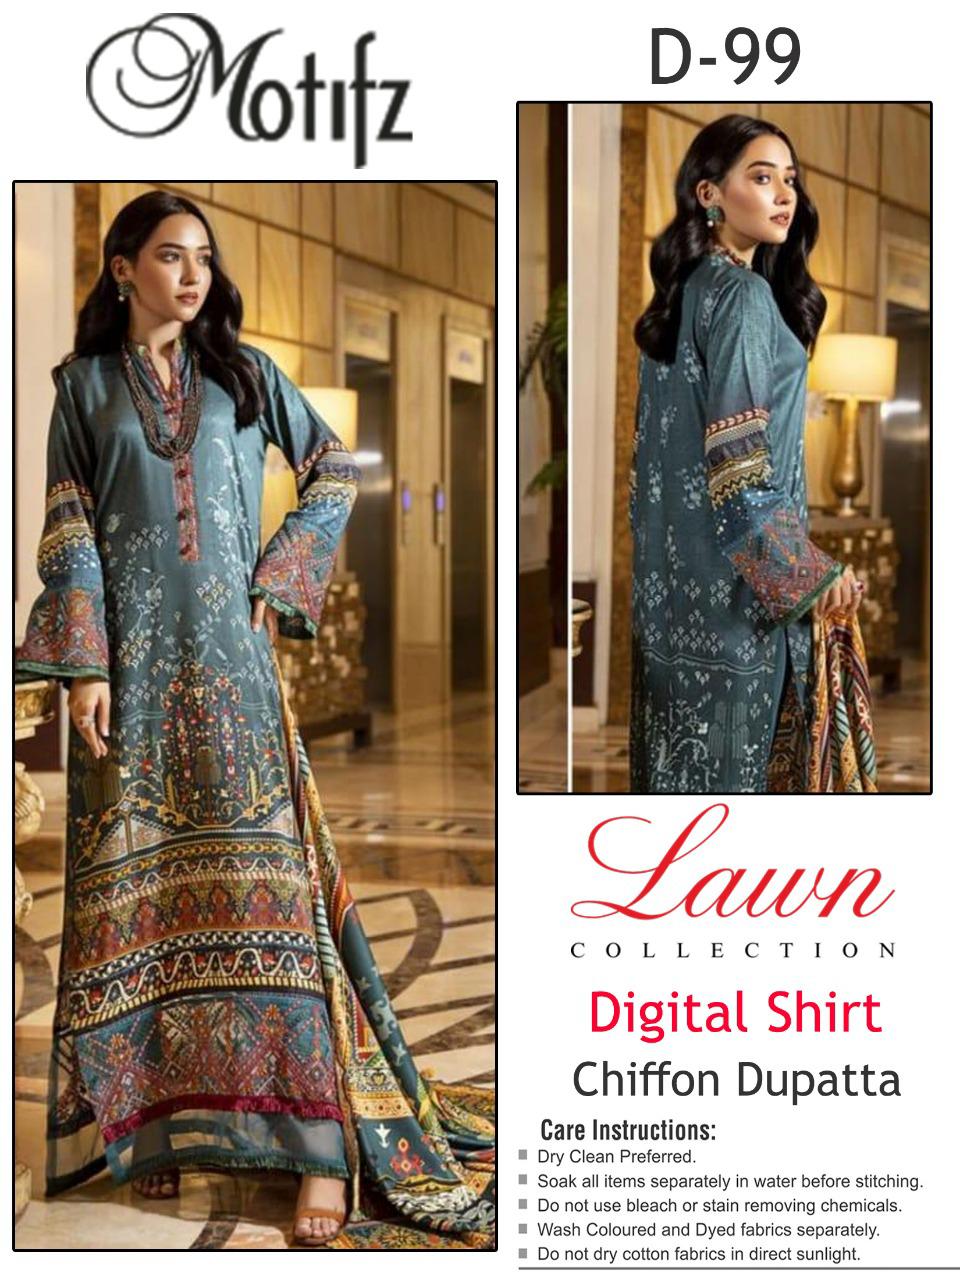 Motifz
D-99
Lawn
COLLECTION
Digital Shirt
Chiffon Dupatta
Care Instructions:
Dry Clean Preferred.
Soak all items separately in water before stitching.
Do not use bleach or stain removing chemicals.
Wash Coloured and Dyed fabrics separately.
Do not dry cotton fabrics in direct sunlight.